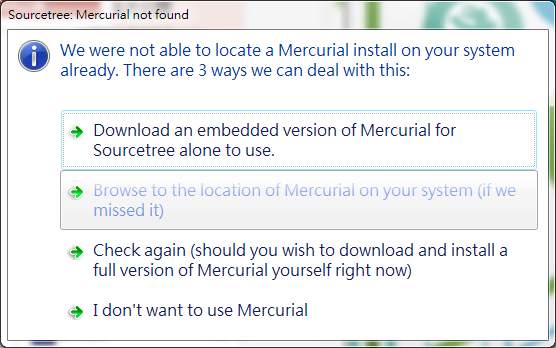 Sourcetree: Mercurial not found
We were not able to locate a Mercurial install on your system
already. There are 3 ways we can deal with this:
Download an embedded version of Mercurial for
Sourcetree alone to use.
Browse to the location of Mercurial on your system (if we
missed it)
Check again (should you wish to download and install a
full version of Mercurial yourself right now)
I don't want to use Mercurial